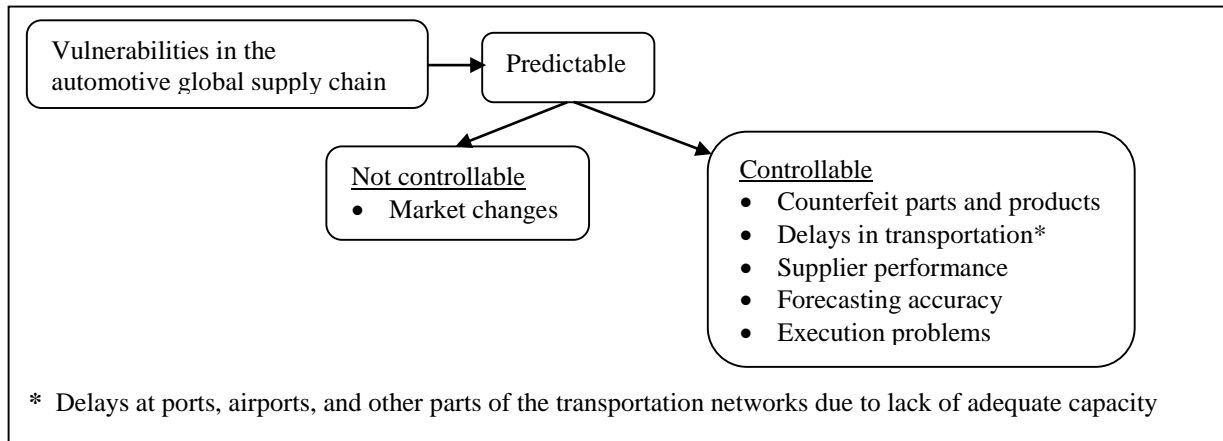 Vulnerabilities in the
automotive global supply chain
Predictable
Not controllable
• Market changes
Controllable
• Counterfeit parts and products
• Delays in transportation*
• Supplier performance
• Forecasting accuracy
• Execution problems
* Delays at ports, airports, and other parts of the transportation networks due to lack of adequate capacity